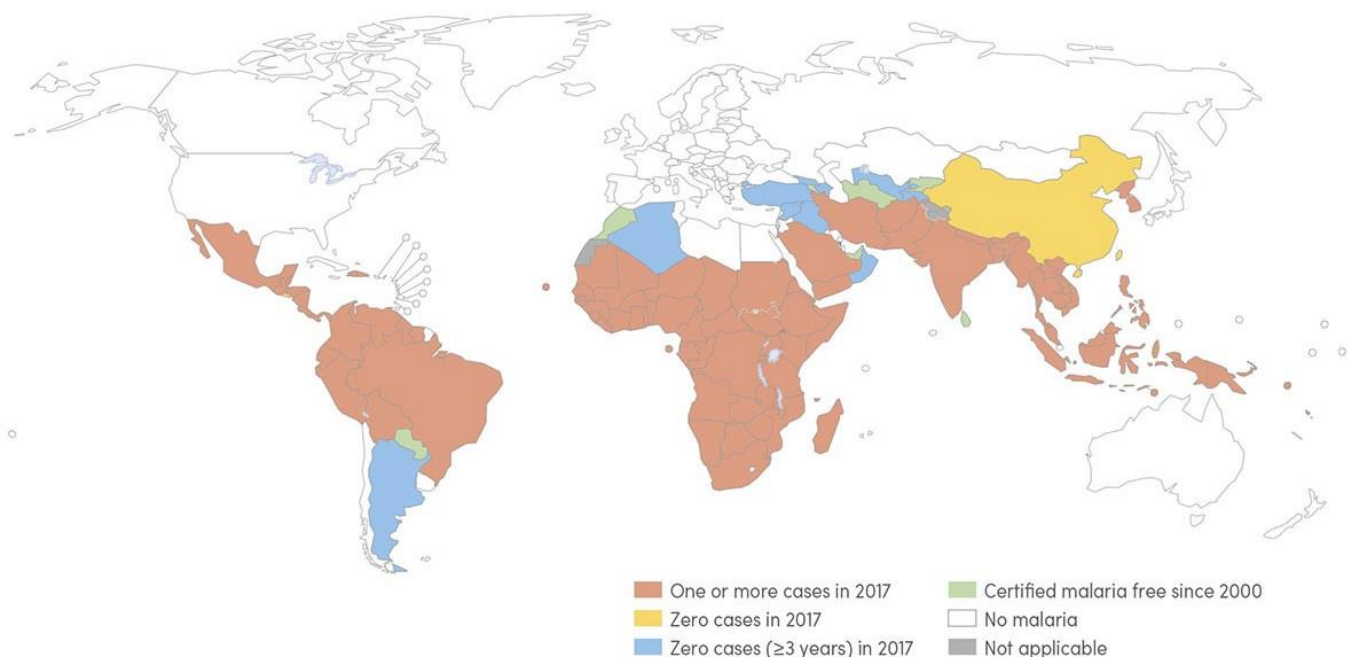 One or more cases in 2017
Zero cases in 2017
Zero cases (≥3 years) in 2017
Certified malaria free since 2000
No malaria
Not applicable